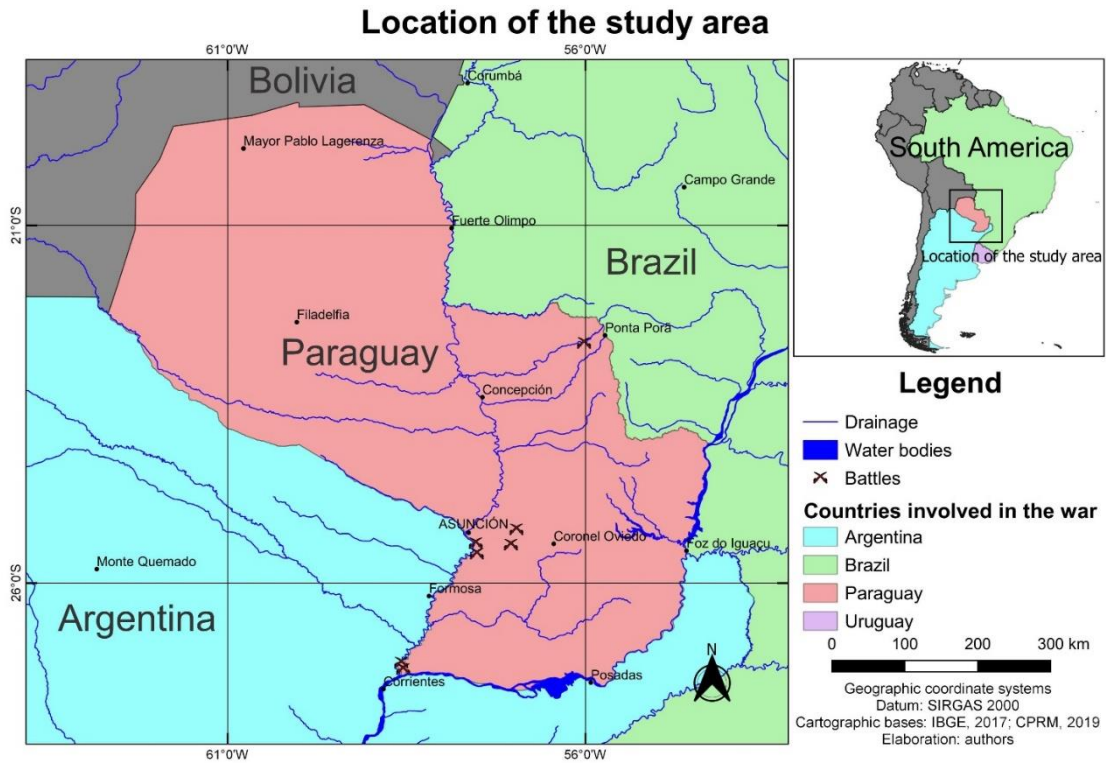 Location of the study area
61°0'W
56°0'W
Bolivia
Corumbá
Mayor Pablo Lagerenza
Campo Grande
21°0'S
Fuerte Olimpo
Brazil
Filadelfia
Paraguay
Ponta Porã
Concepción
ASUNCIÓN
Coronel Oviedo
Foz do Iguaçu
Monte Quemado
26°0'S
Formosa
Argentina
Corrientes
Posadas
N
61°0'W
56°0'W
South America
Location of the study area
Legend
Drainage
Water bodies
Battles
Countries involved in the war
Argentina
Brazil
Paraguay
Uruguay
0 100 200 300 km
Geographic coordinate systems
Datum: SIRGAS 2000
Cartographic bases: IBGE, 2017; CPRM, 2019
Elaboration: authors